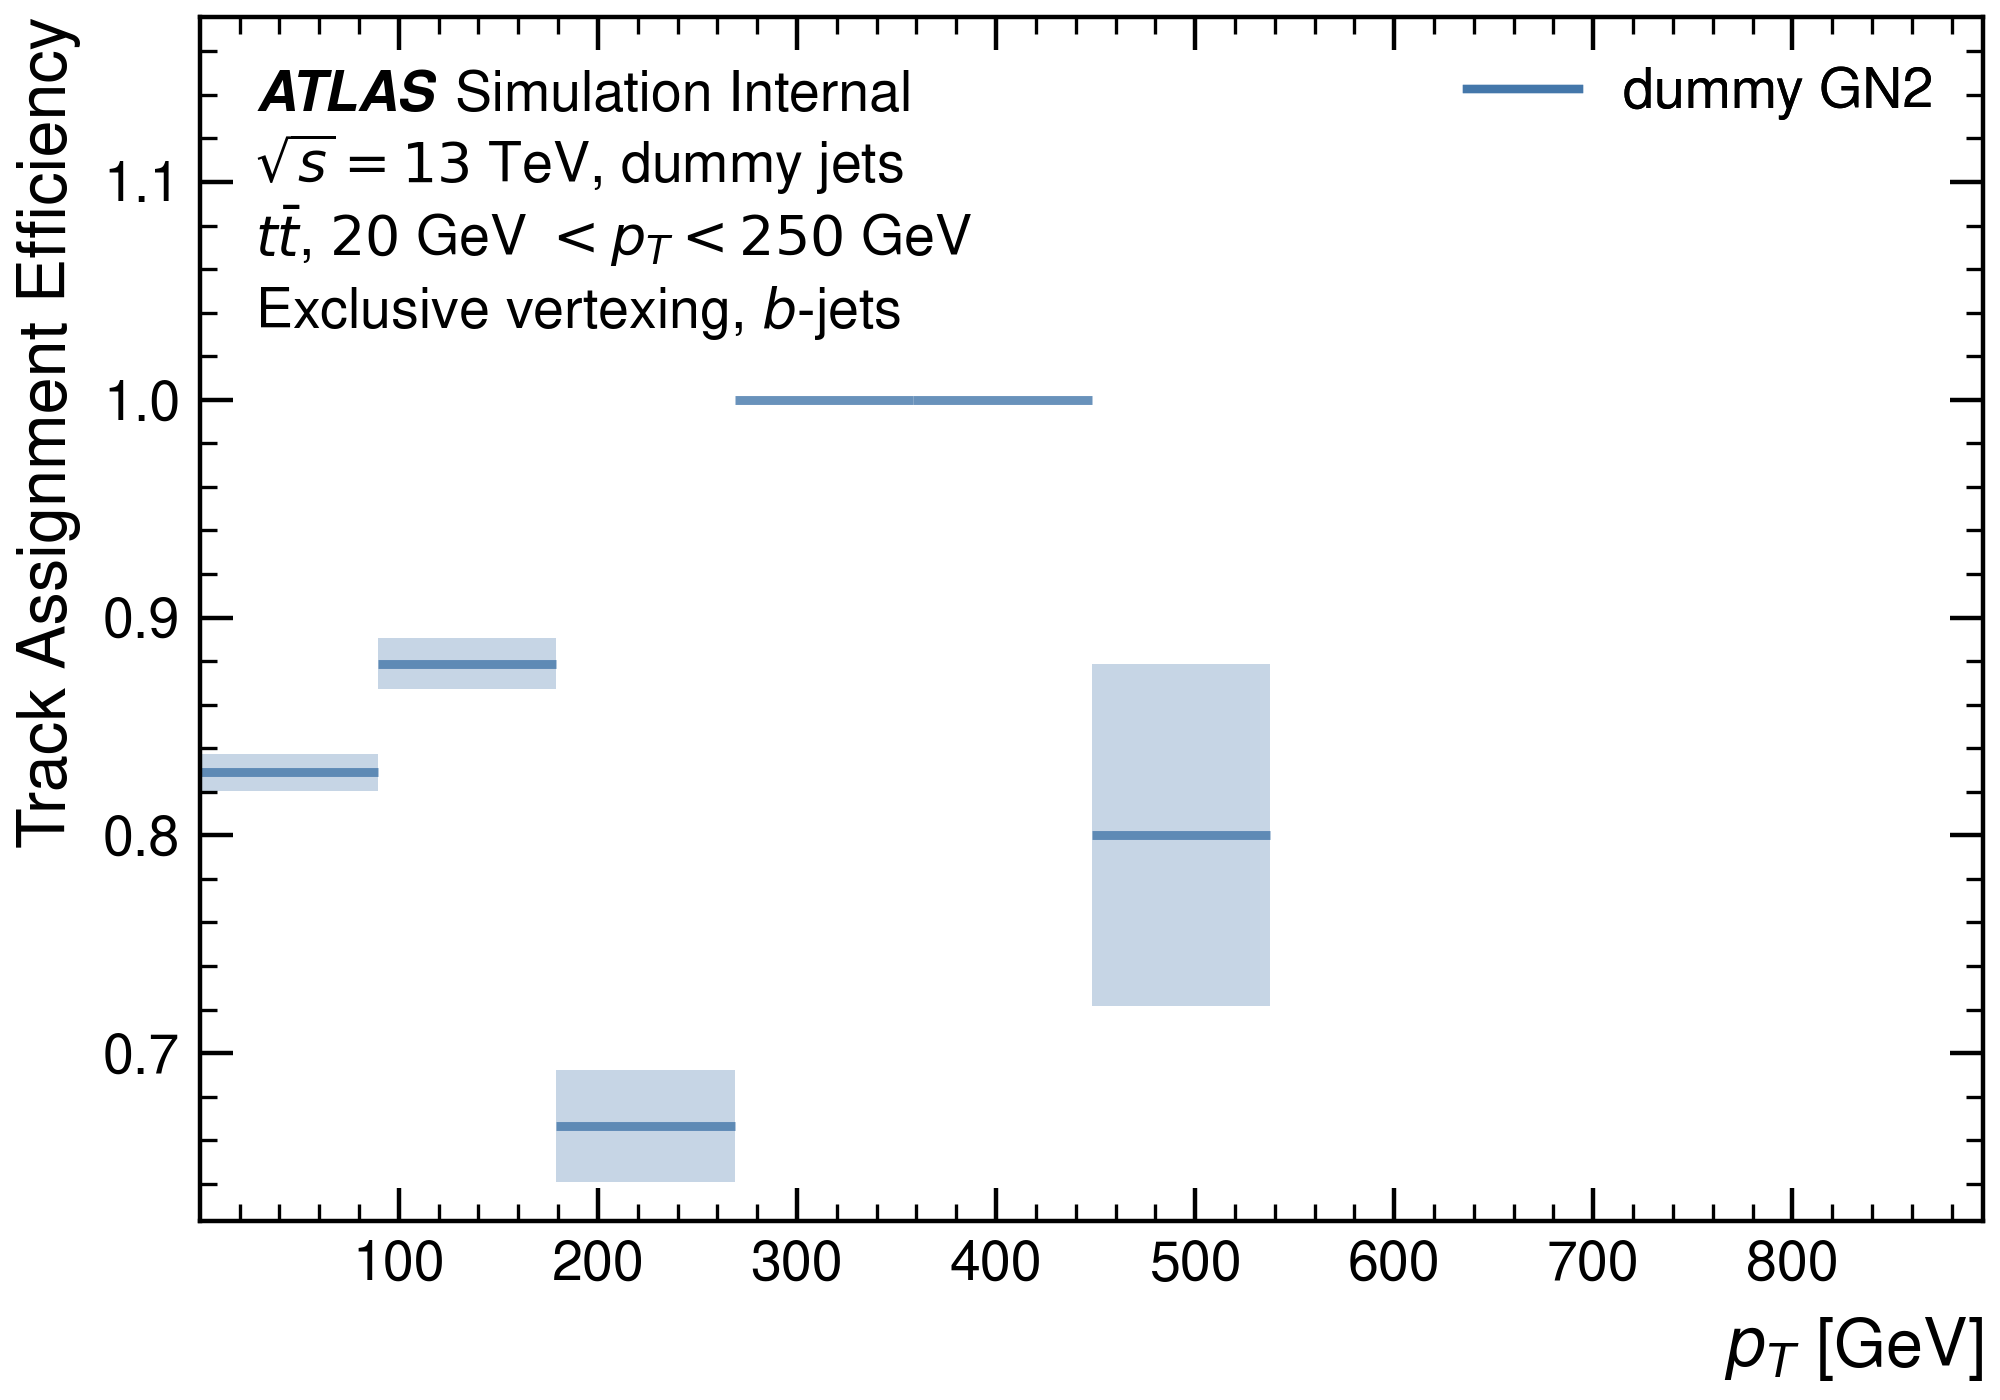 Track Assignment Efficiency
ATLAS Simulation Internal
√s = 13 TeV, dummy jets
tt̄, 20 GeV < p_T < 250 GeV
Exclusive vertexing, b-jets
dummy GN2
1.1
1.0
0.9
0.8
0.7
100 200 300 400 500 600 700 800
p_T [GeV]